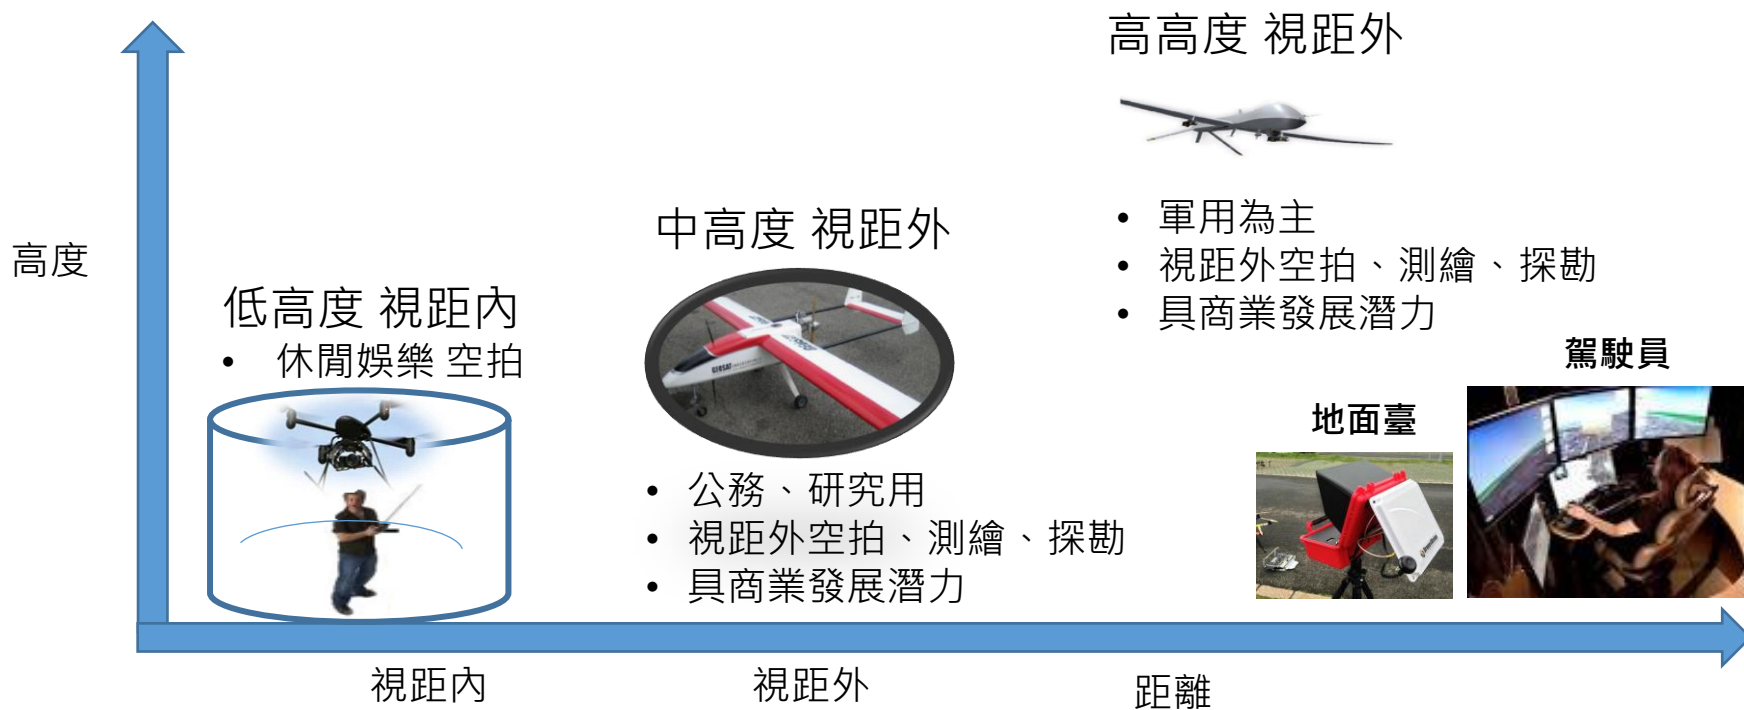 高高度 視距外
• 軍用為主
• 視距外空拍、測繪、探勘
• 具商業發展潛力
中高度 視距外
GEOSAT
• 公務、研究用
• 視距外空拍、測繪、探勘
• 具商業發展潛力
高度
低高度 視距內
• 休閒娛樂 空拍
駕駛員
地面臺
視距內
視距外
距離